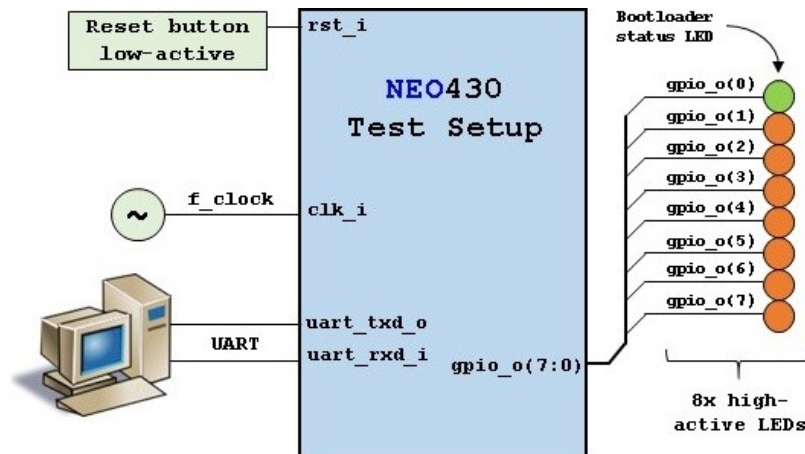 Reset button
low-active
rst_i
NEO430
Test Setup
Bootloader
status LED
gpio_o(0)
gpio_o(1)
gpio_o(2)
gpio_o(3)
gpio_o(4)
gpio_o(5)
gpio_o(6)
gpio_o(7)
~
f_clock
clk_i
uart_txd_o
UART
uart_rxd_i
gpio_o(7:0)
8x high-
active LEDs